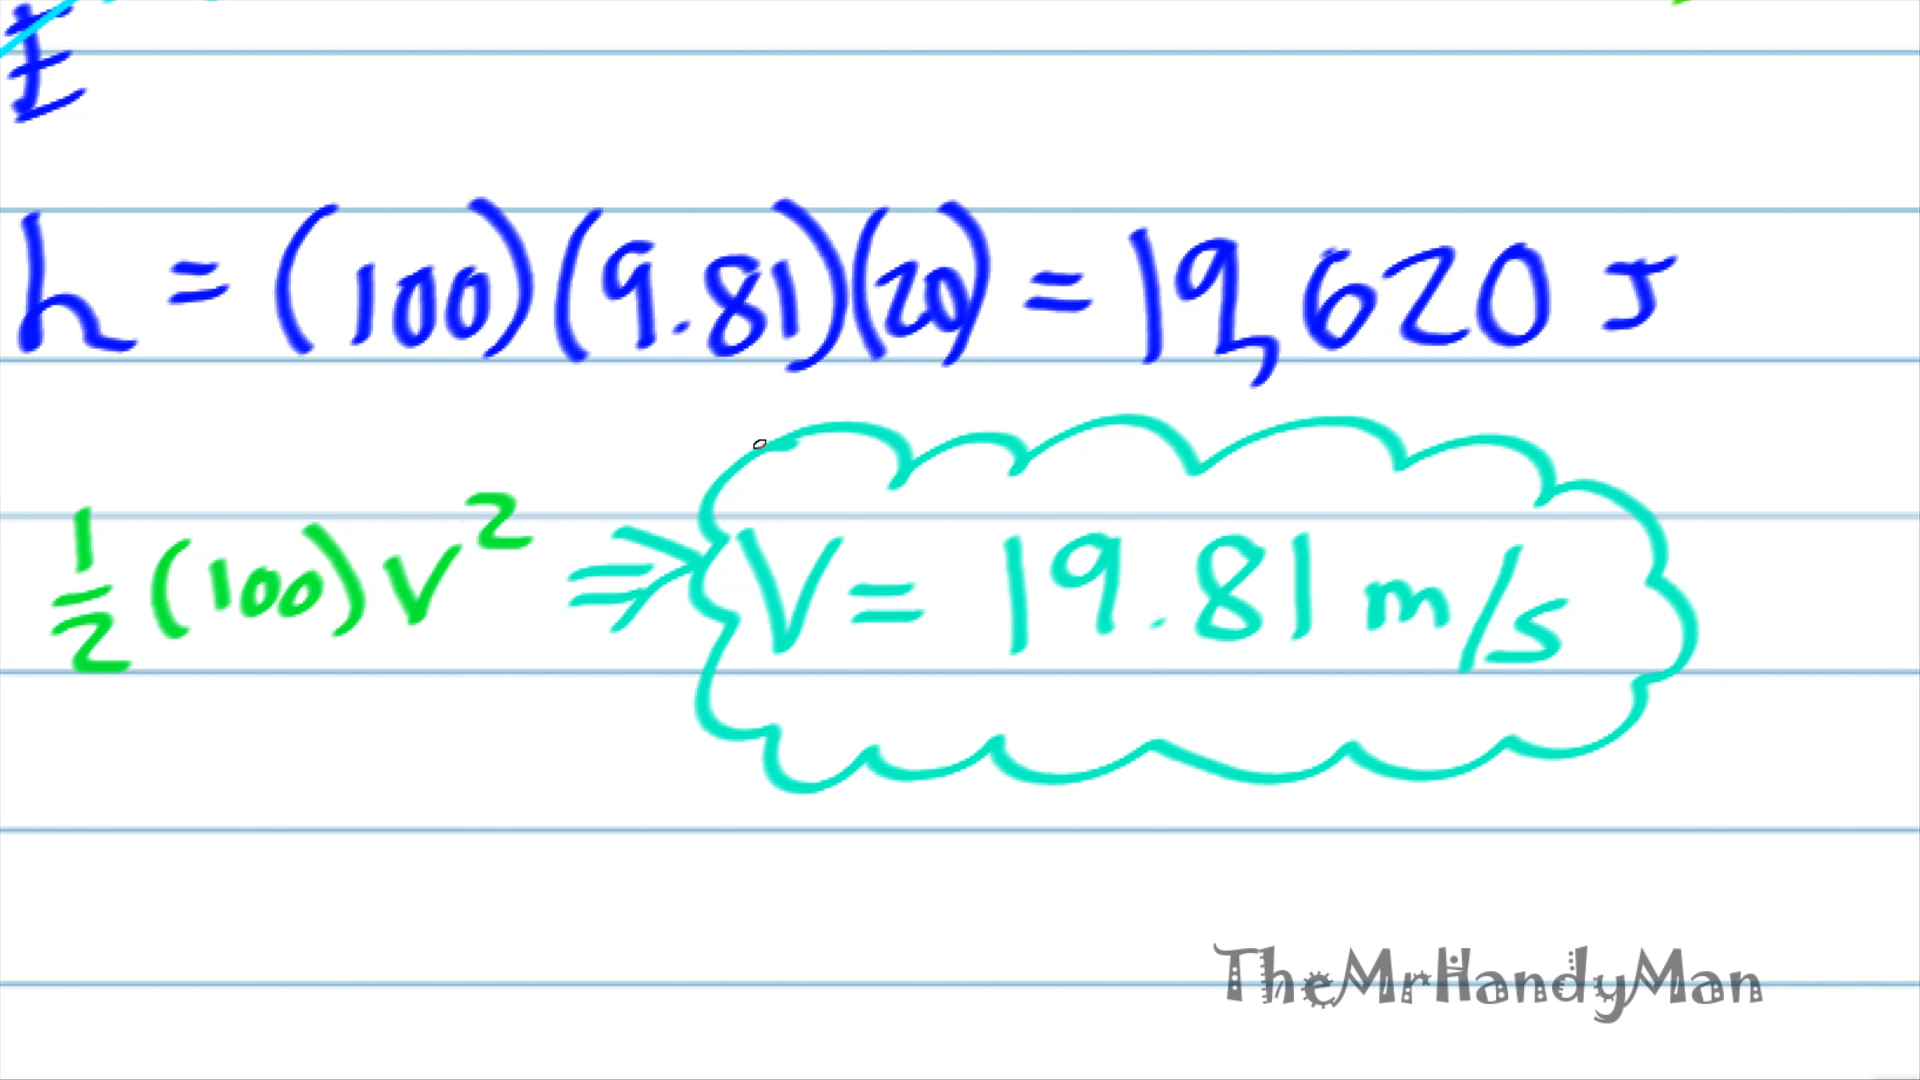 h = (100)(9.81)(20) = 19,620 J
1/2 (100) v² ⇒ V = 19.81 m/s
TheMrHandyMan